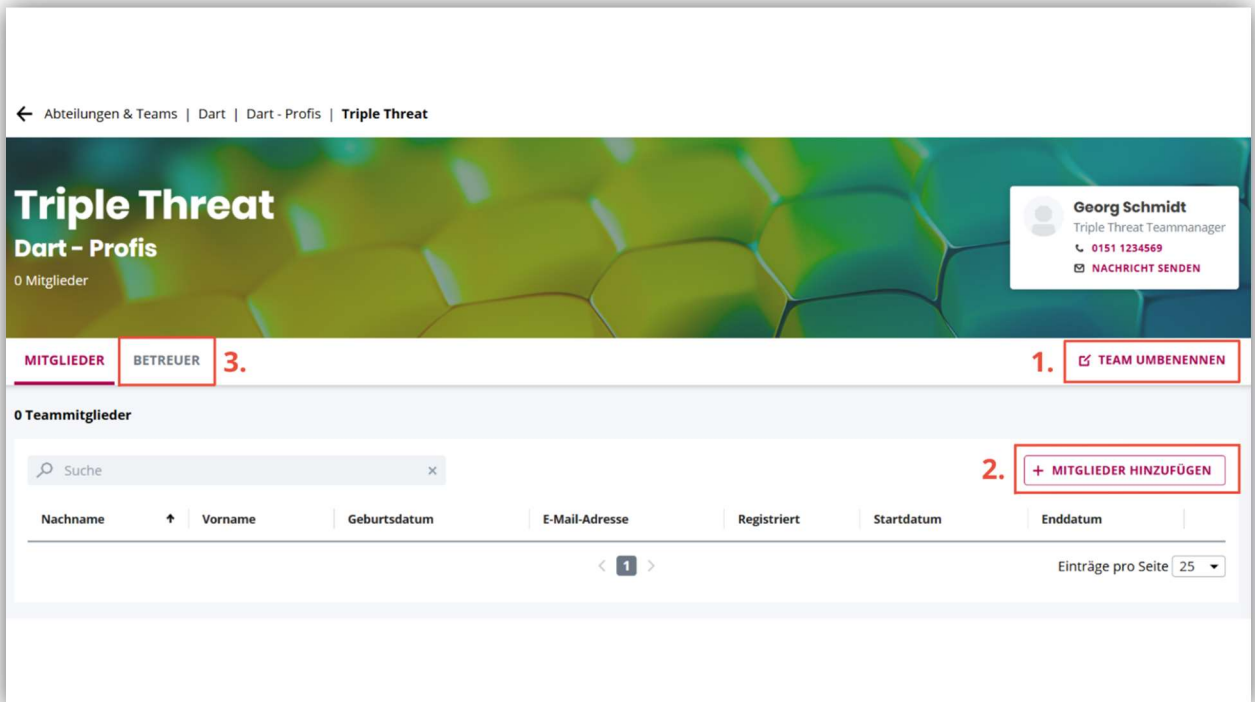 ← Abteilungen & Teams | Dart | Dart - Profis | Triple Threat
Triple Threat
Dart – Profis
0 Mitglieder
Georg Schmidt
Triple Threat Teammanager
0151 1234569
NACHRICHT SENDEN
MITGLIEDER BETREUER 3. 1. TEAM UMBENENNEN
0 Teammitglieder
Suche × 2. + MITGLIEDER HINZUFÜGEN
Nachname ↑ Vorname Geburtsdatum E-Mail-Adresse Registriert Startdatum Enddatum
< 1 > Einträge pro Seite 25